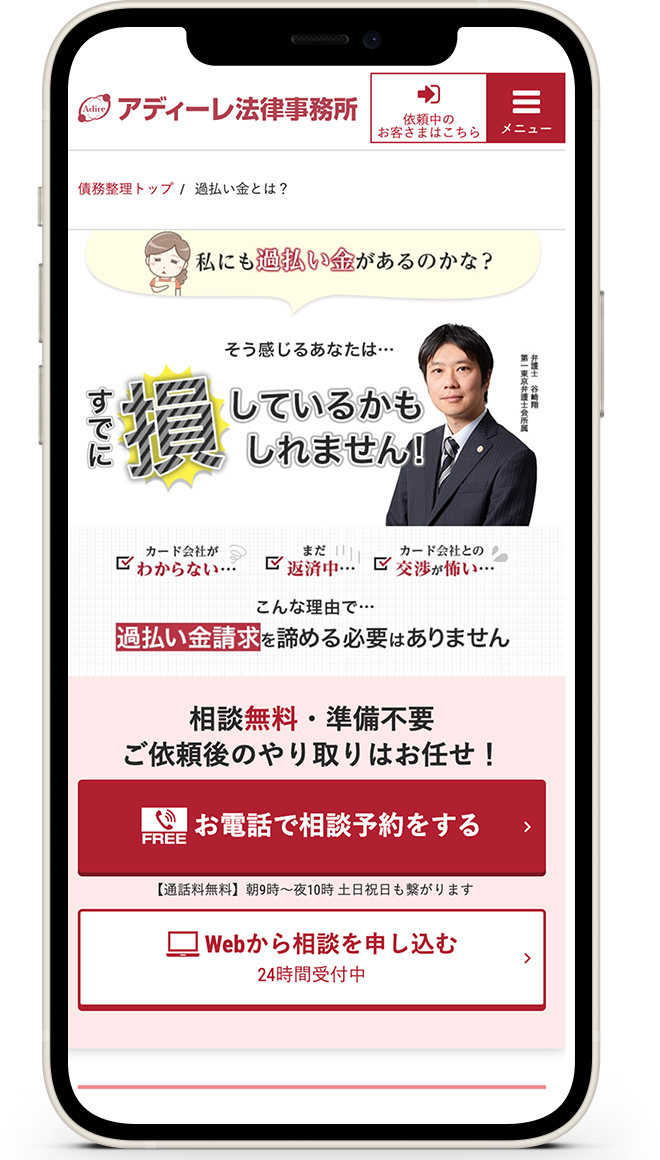 Adire
アディーレ法律事務所
依頼中の
お客さまはこちら
メニュー
債務整理トップ / 過払い金とは？
私にも過払い金があるのかな？
そう感じるあなたは…
すでに
損
しているかも
しれません!
弁護士 谷崎翔
第一東京弁護士会所属
カード会社が
わからない…
まだ
返済中…
カード会社との
交渉が怖い…
こんな理由で…
過払い金請求を諦める必要はありません
相談無料・準備不要
ご依頼後のやり取りはお任せ！
FREE
お電話で相談予約をする
【通話料無料】朝9時〜夜10時 土日祝日も繋がります
Webから相談を申し込む
24時間受付中